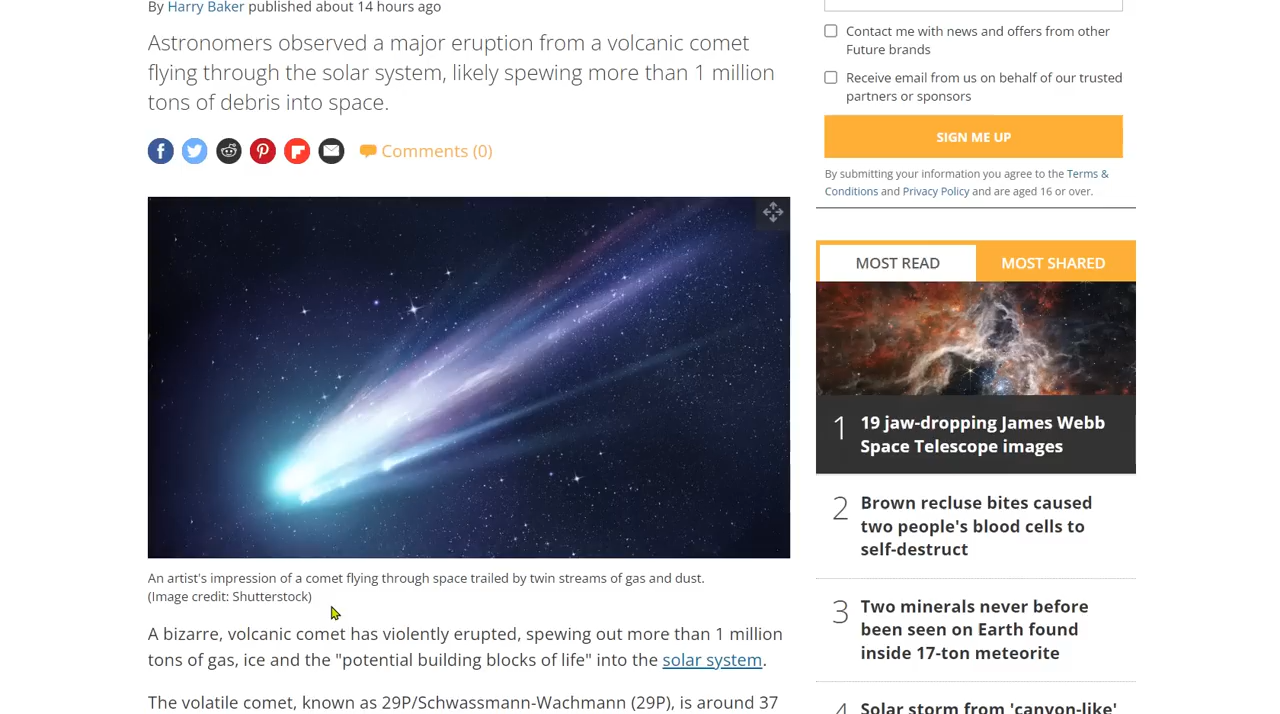 By Harry Baker published about 14 hours ago
Astronomers observed a major eruption from a volcanic comet
flying through the solar system, likely spewing more than 1 million
tons of debris into space.
Comments (0)
An artist's impression of a comet flying through space trailed by twin streams of gas and dust.
(Image credit: Shutterstock)
A bizarre, volcanic comet has violently erupted, spewing out more than 1 million
tons of gas, ice and the "potential building blocks of life" into the solar system.
The volatile comet, known as 29P/Schwassmann-Wachmann (29P), is around 37
Contact me with news and offers from other
Future brands
Receive email from us on behalf of our trusted
partners or sponsors
SIGN ME UP
By submitting your information you agree to the Terms &
Conditions and Privacy Policy and are aged 16 or over.
MOST READ
MOST SHARED
1
19 jaw-dropping James Webb
Space Telescope images
2
Brown recluse bites caused
two people's blood cells to
self-destruct
3
Two minerals never before
been seen on Earth found
inside 17-ton meteorite
4
Solar storm from 'canyon-like'